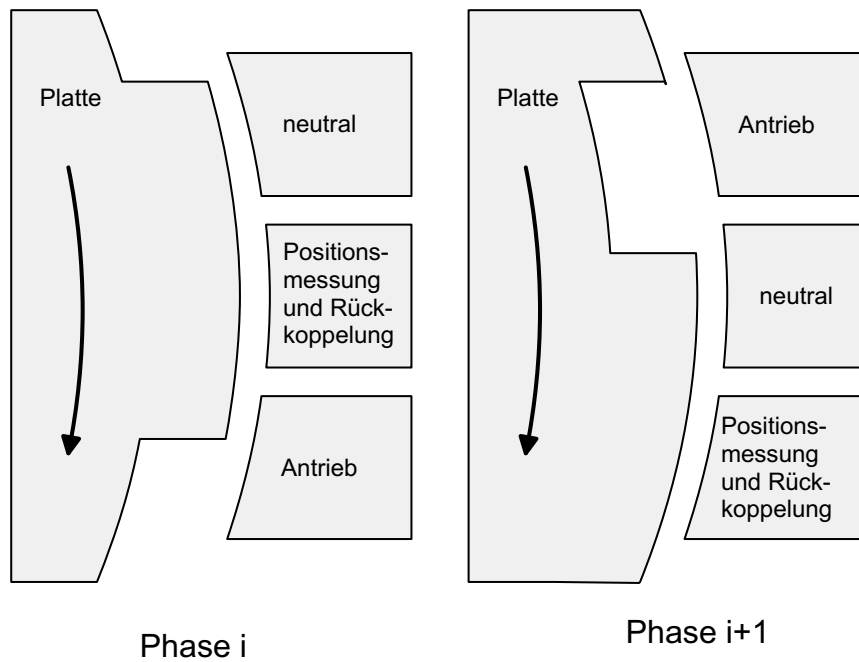 Platte
neutral
Positions-
messung
und Rück-
koppelung
Antrieb
Phase i
Platte
Antrieb
neutral
Positions-
messung
und Rück-
koppelung
Phase i+1